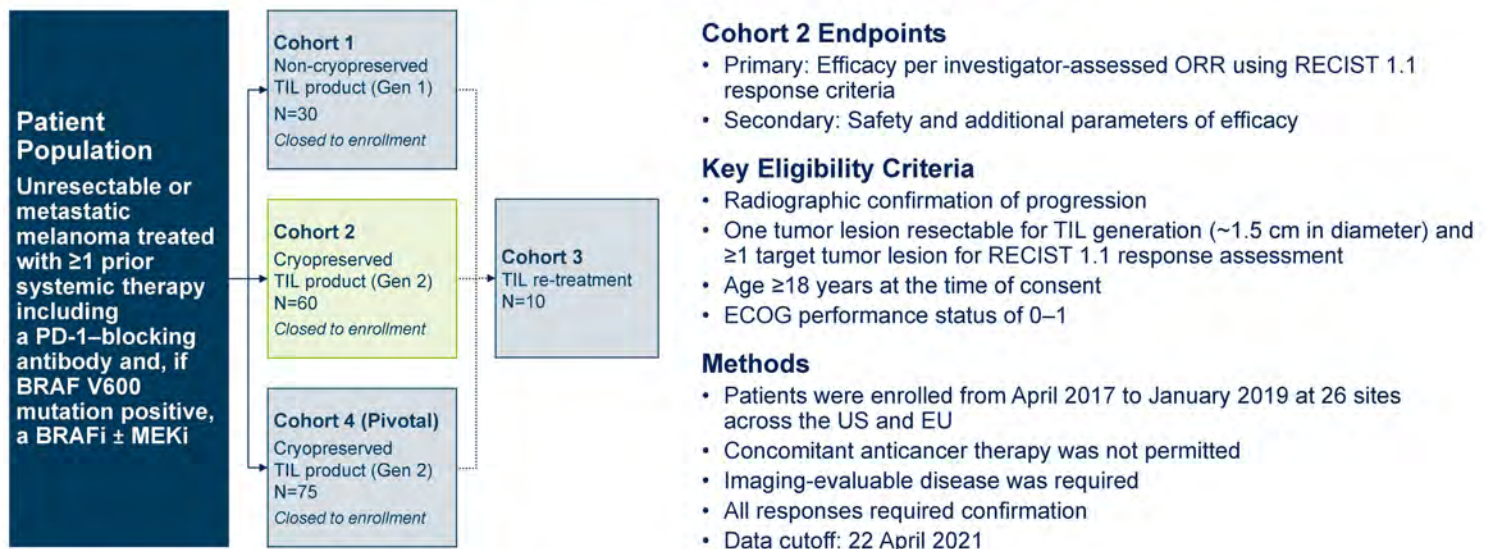 Patient
Population
Unresectable or
metastatic
melanoma treated
with ≥1 prior
systemic therapy
including
a PD-1–blocking
antibody and, if
BRAF V600
mutation positive,
a BRAFi ± MEKi
Cohort 1
Non-cryopreserved
TIL product (Gen 1)
N=30
Closed to enrollment
Cohort 2
Cryopreserved
TIL product (Gen 2)
N=60
Closed to enrollment
Cohort 4 (Pivotal)
Cryopreserved
TIL product (Gen 2)
N=75
Closed to enrollment
Cohort 3
TIL re-treatment
N=10
Cohort 2 Endpoints
• Primary: Efficacy per investigator-assessed ORR using RECIST 1.1
response criteria
• Secondary: Safety and additional parameters of efficacy
Key Eligibility Criteria
• Radiographic confirmation of progression
• One tumor lesion resectable for TIL generation (~1.5 cm in diameter) and
≥1 target tumor lesion for RECIST 1.1 response assessment
• Age ≥18 years at the time of consent
• ECOG performance status of 0–1
Methods
• Patients were enrolled from April 2017 to January 2019 at 26 sites
across the US and EU
• Concomitant anticancer therapy was not permitted
• Imaging-evaluable disease was required
• All responses required confirmation
• Data cutoff: 22 April 2021